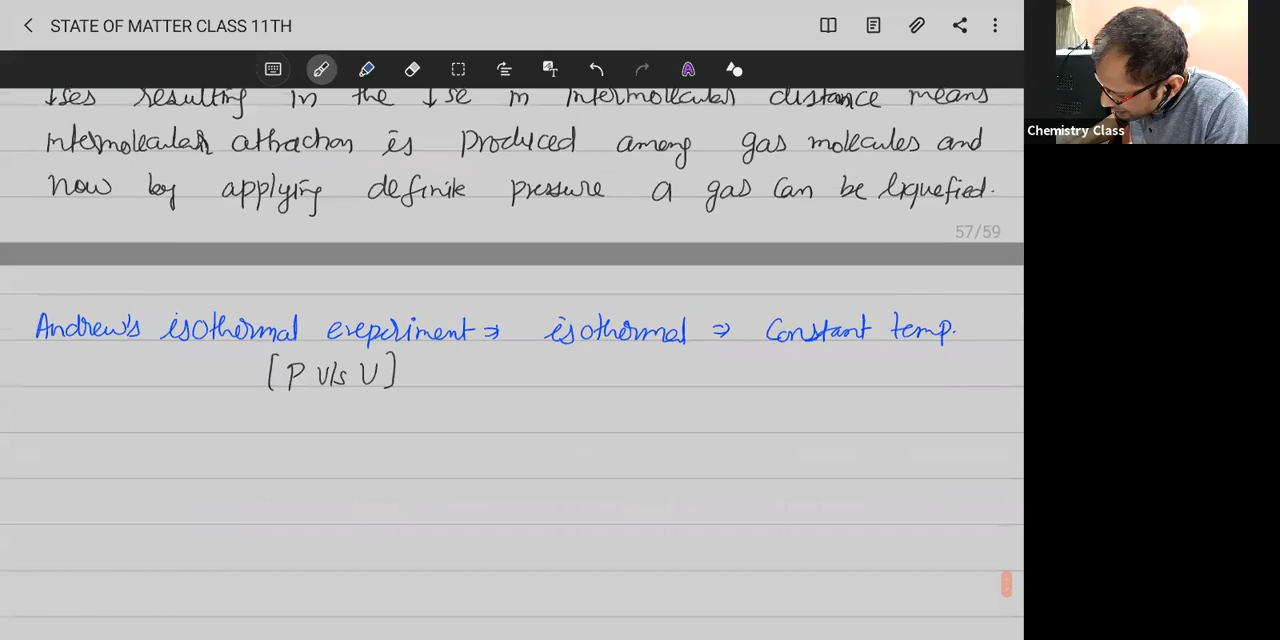 STATE OF MATTER CLASS 11TH
↓ses resulting in the ↓se in intermolecular distance means
intermolecular attraction is produced among gas molecules and
now by applying definite pressure a gas can be liquefied.
57/59
Andrew's isothermal experiment ⇒ isothermal ⇒ Constant temp.
[P v/s V]
Chemistry Class